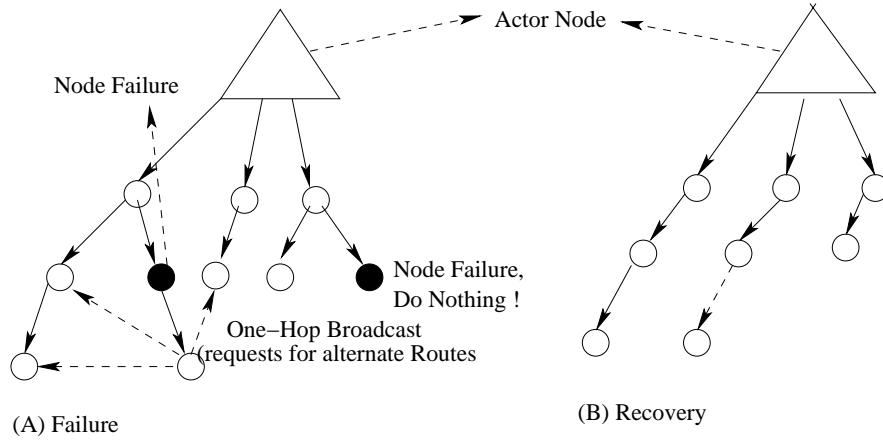 Actor Node
Node Failure
Node Failure,
Do Nothing !
One−Hop Broadcast
(requests for alternate Routes
(A) Failure
(B) Recovery